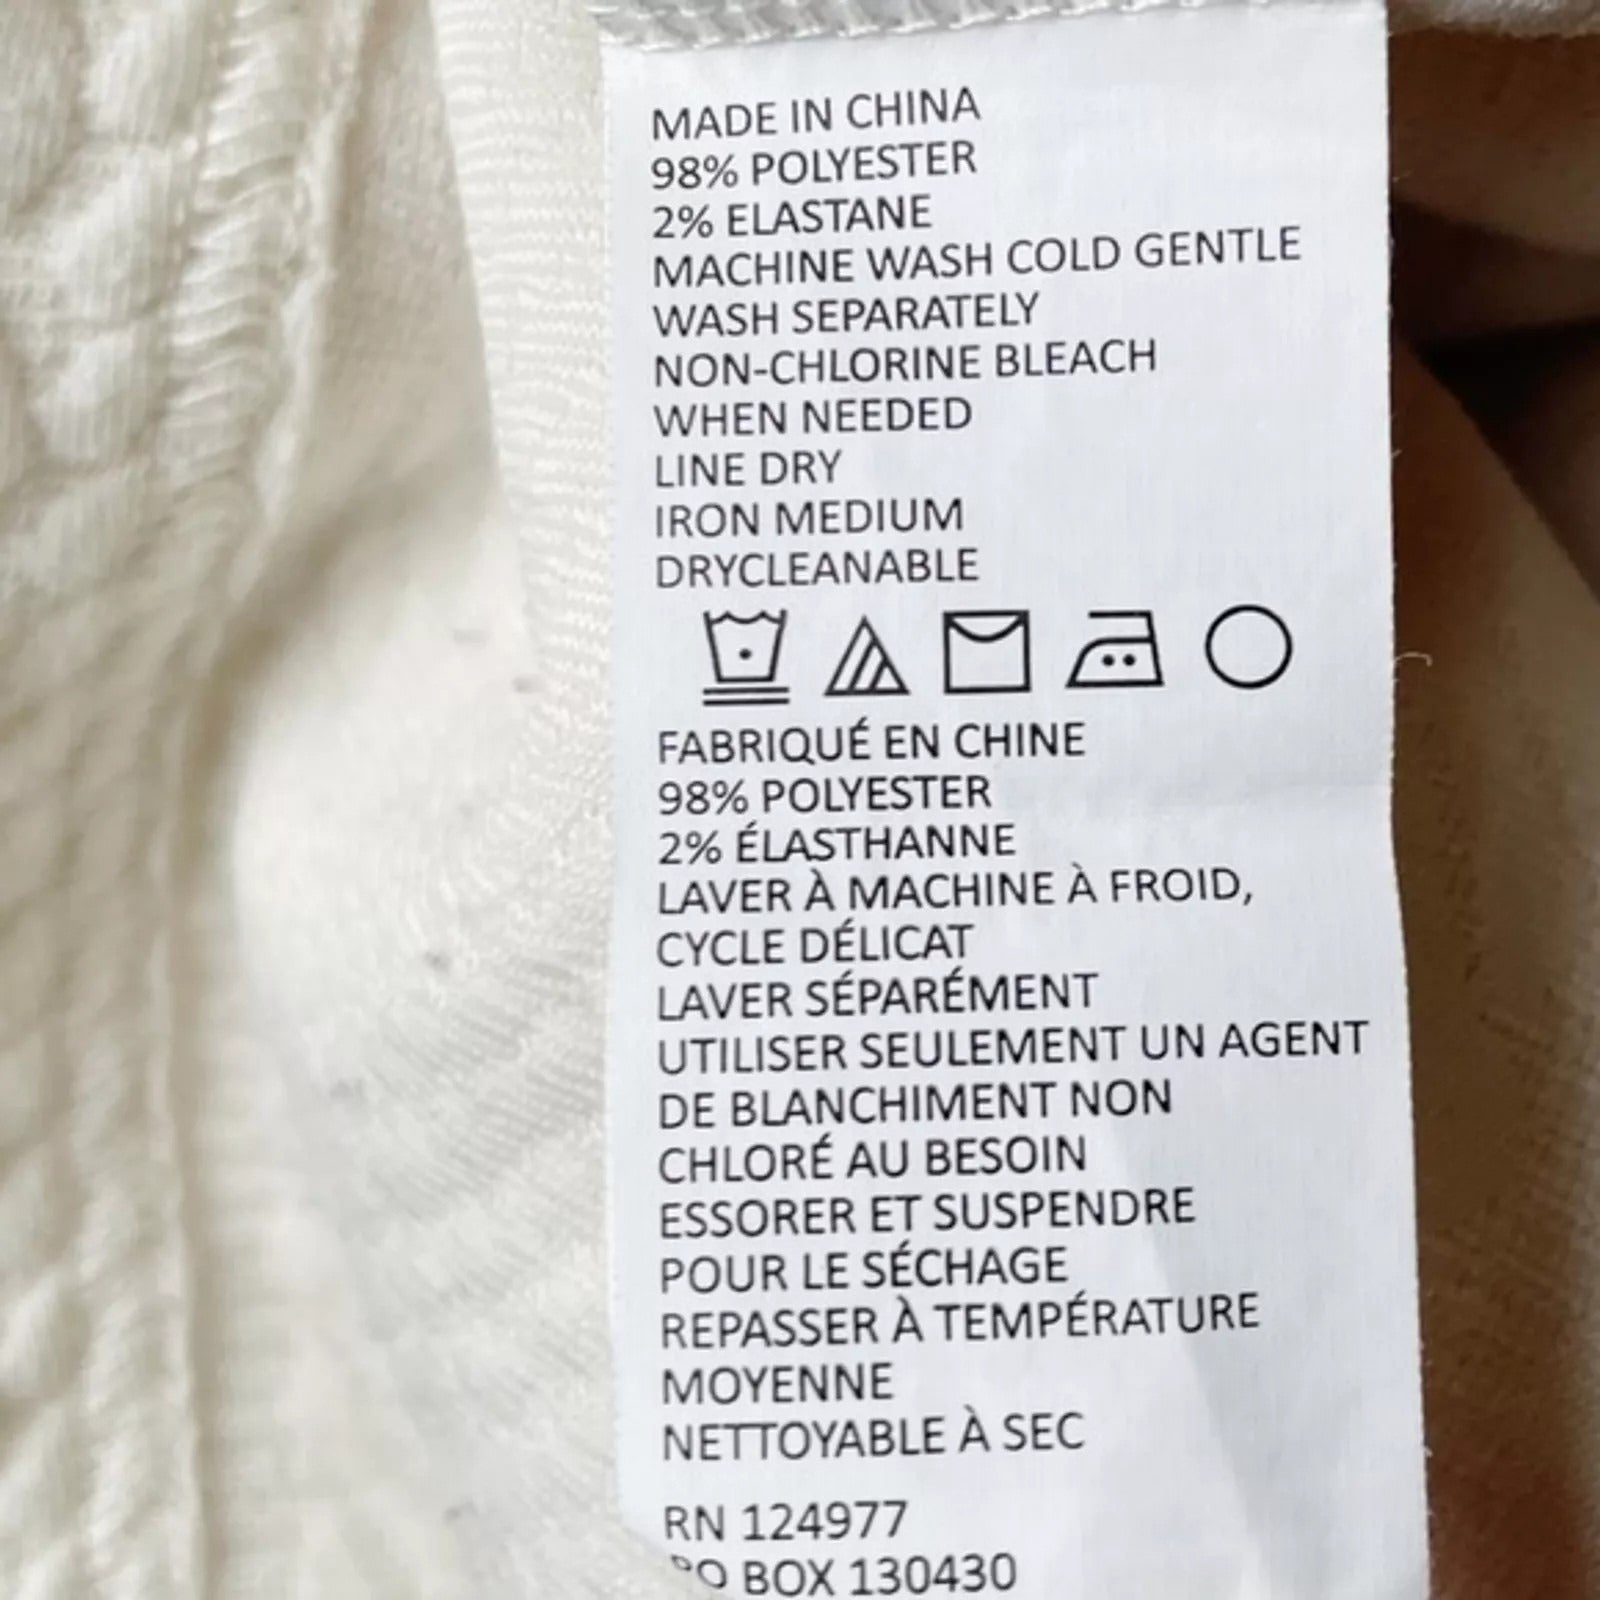 MADE IN CHINA
98% POLYESTER
2% ELASTANE
MACHINE WASH COLD GENTLE
WASH SEPARATELY
NON-CHLORINE BLEACH
WHEN NEEDED
LINE DRY
IRON MEDIUM
DRYCLEANABLE
FABRIQUÉ EN CHINE
98% POLYESTER
2% ÉLASTHANNE
LAVER À MACHINE À FROID,
CYCLE DÉLICAT
LAVER SÉPARÉMENT
UTILISER SEULEMENT UN AGENT
DE BLANCHIMENT NON
CHLORÉ AU BESOIN
ESSORER ET SUSPENDRE
POUR LE SÉCHAGE
REPASSER À TEMPÉRATURE
MOYENNE
NETTOYABLE À SEC
RN 124977
PO BOX 130430